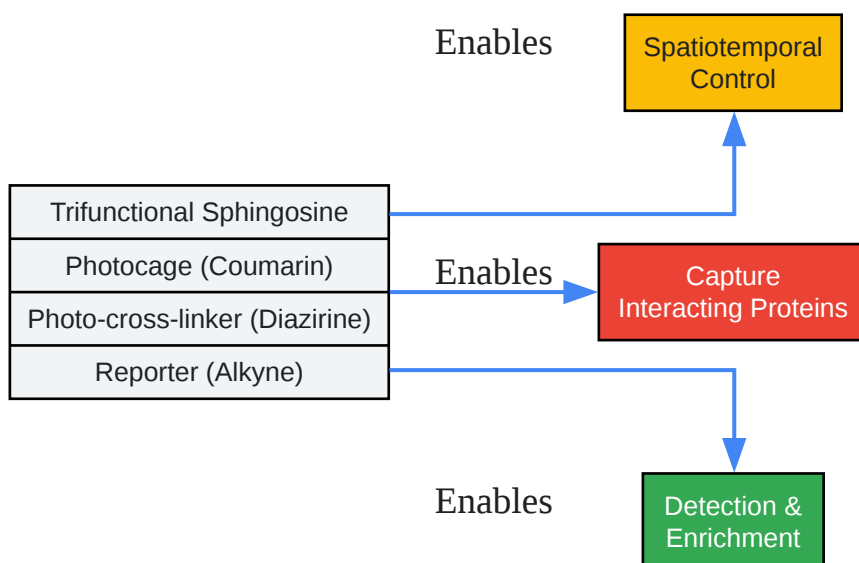 Enables
Spatiotemporal
Control
Trifunctional Sphingosine
Photocage (Coumarin)
Enables
Capture
Interacting Proteins
Photo-cross-linker (Diazirine)
Reporter (Alkyne)
Enables
Detection &
Enrichment